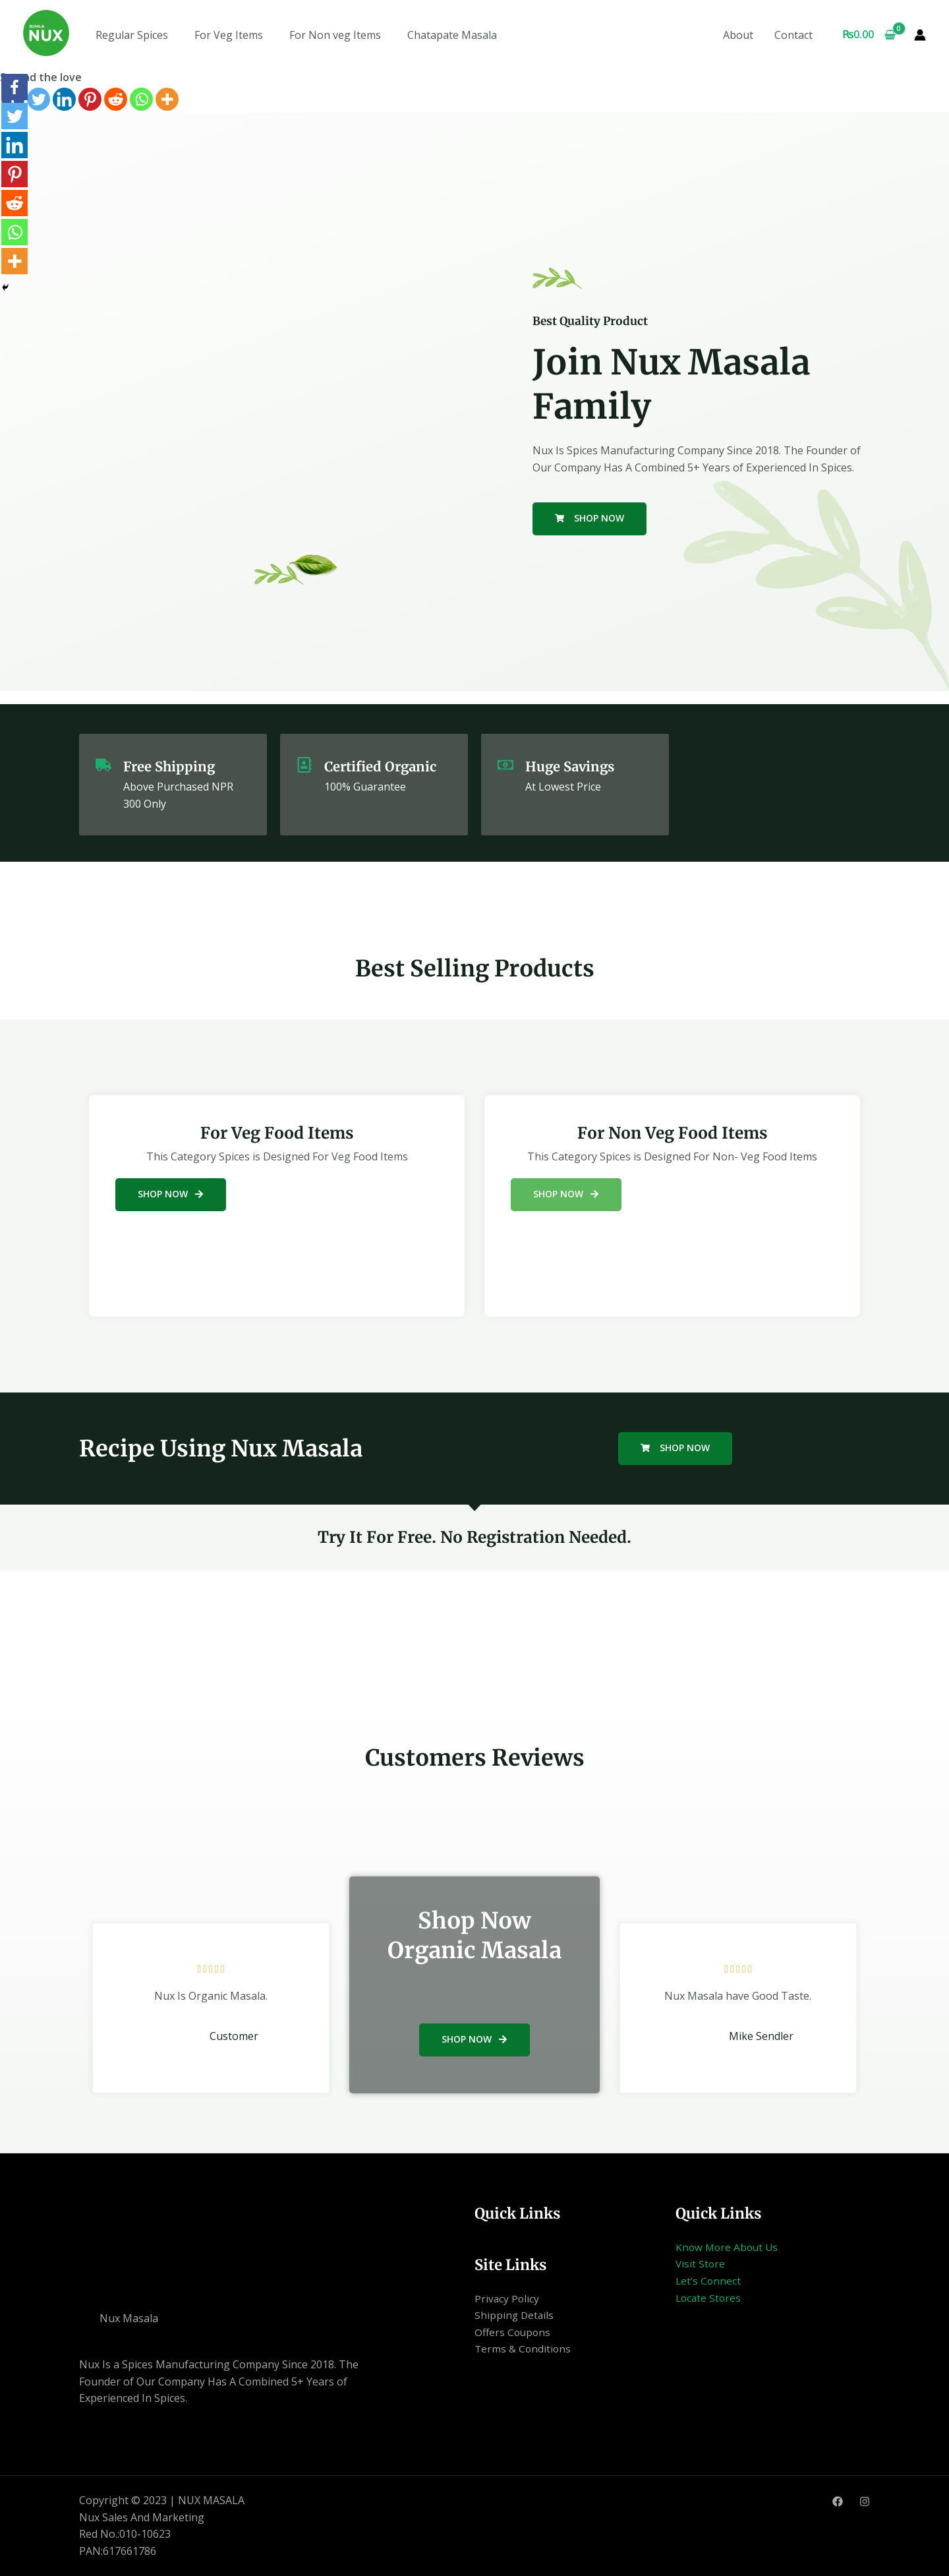 SUMILA
NUX
Regular Spices
For Veg Items
For Non veg Items
Chatapate Masala
About
Contact
₨0.00
0
nd the love
Best Quality Product
Join Nux Masala
Family
Nux Is Spices Manufacturing Company Since 2018. The Founder of
Our Company Has A Combined 5+ Years of Experienced In Spices.
SHOP NOW
Free Shipping
Above Purchased NPR
300 Only
Certified Organic
100% Guarantee
Huge Savings
At Lowest Price
Best Selling Products
For Veg Food Items
This Category Spices is Designed For Veg Food Items
SHOP NOW
For Non Veg Food Items
This Category Spices is Designed For Non- Veg Food Items
SHOP NOW
Recipe Using Nux Masala
SHOP NOW
Try It For Free. No Registration Needed.
Customers Reviews
Nux Is Organic Masala.
Customer
Shop Now
Organic Masala
SHOP NOW
Nux Masala have Good Taste.
Mike Sendler
Nux Masala
Nux Is a Spices Manufacturing Company Since 2018. The
Founder of Our Company Has A Combined 5+ Years of
Experienced In Spices.
Quick Links
Site Links
Privacy Policy
Shipping Details
Offers Coupons
Terms & Conditions
Quick Links
Know More About Us
Visit Store
Let's Connect
Locate Stores
Copyright © 2023 | NUX MASALA
Nux Sales And Marketing
Red No.:010-10623
PAN:617661786